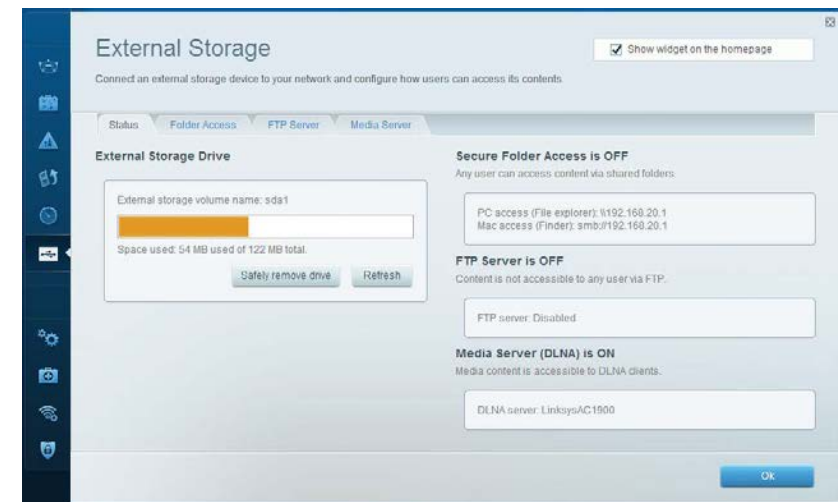 External Storage
Show widget on the homepage
Connect an external storage device to your network and configure how users can access its contents.
Status
Folder Access
FTP Server
Media Server
External Storage Drive
External storage volume name: sda1
Space used: 54 MB used of 122 MB total.
Safely remove drive
Refresh
Secure Folder Access is OFF
Any user can access content via shared folders.
PC access (File explorer): \\192.168.20.1
Mac access (Finder): smb://192.168.20.1
FTP Server is OFF
Content is not accessible to any user via FTP.
FTP server: Disabled
Media Server (DLNA) is ON
Media content is accessible to DLNA clients.
DLNA server: LinksysAC1900
Ok